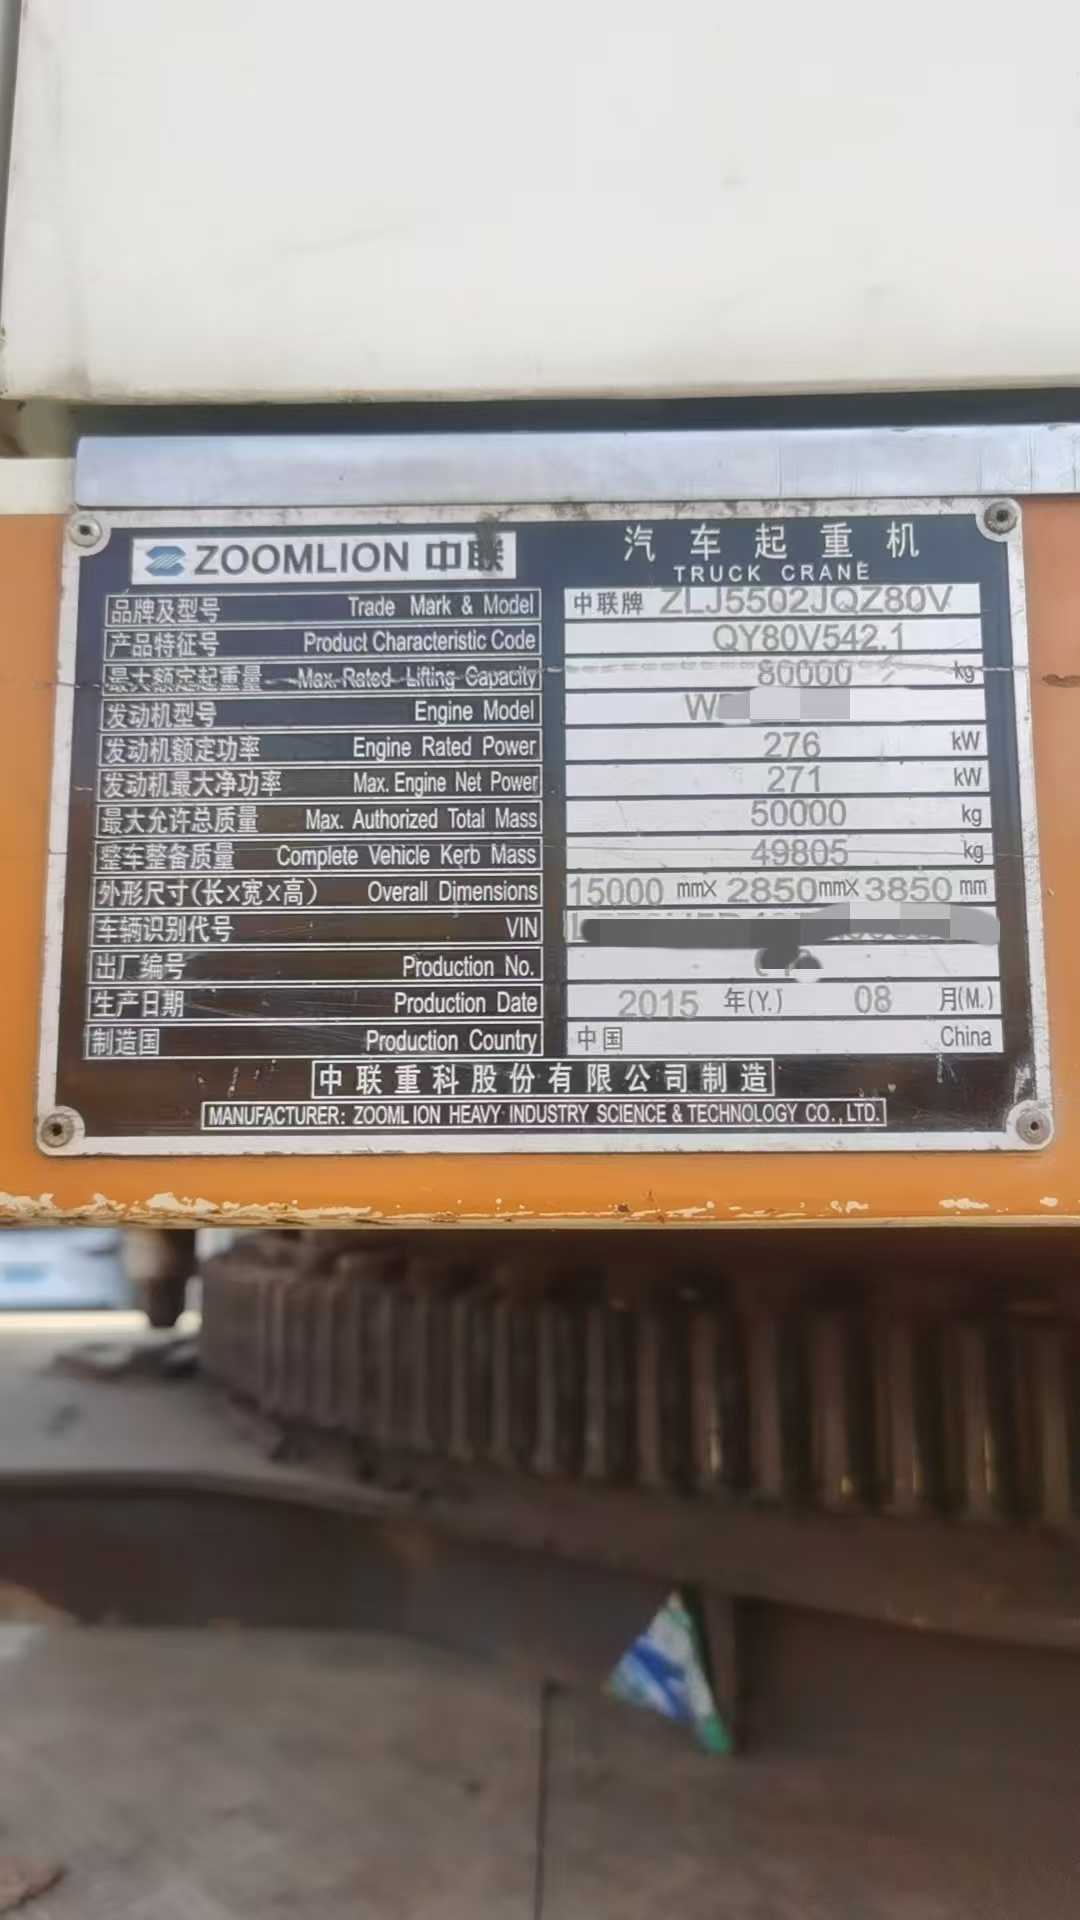 ZOOMLION 中联
汽车起重机
TRUCK CRANE
品牌及型号 Trade Mark & Model 中联牌 ZLJ5502JQZ80V
产品特征号 Product Characteristic Code QY80V542.1
最大额定起重量 Max. Rated Lifting Capacity 80000 kg
发动机型号 Engine Model
发动机额定功率 Engine Rated Power 276 kW
发动机最大净功率 Max. Engine Net Power 271 kW
最大允许总质量 Max. Authorized Total Mass 50000 kg
整车整备质量 Complete Vehicle Kerb Mass 49805 kg
外形尺寸(长X宽X高) Overall Dimensions 15000 mmX 2850mmX 3850 mm
车辆识别代号 VIN
出厂编号 Production No.
生产日期 Production Date 2015 年(Y.) 08 月(M.)
制造国 Production Country 中国 China
中联重科股份有限公司制造
MANUFACTURER: ZOOMLION HEAVY INDUSTRY SCIENCE & TECHNOLOGY CO., LTD.